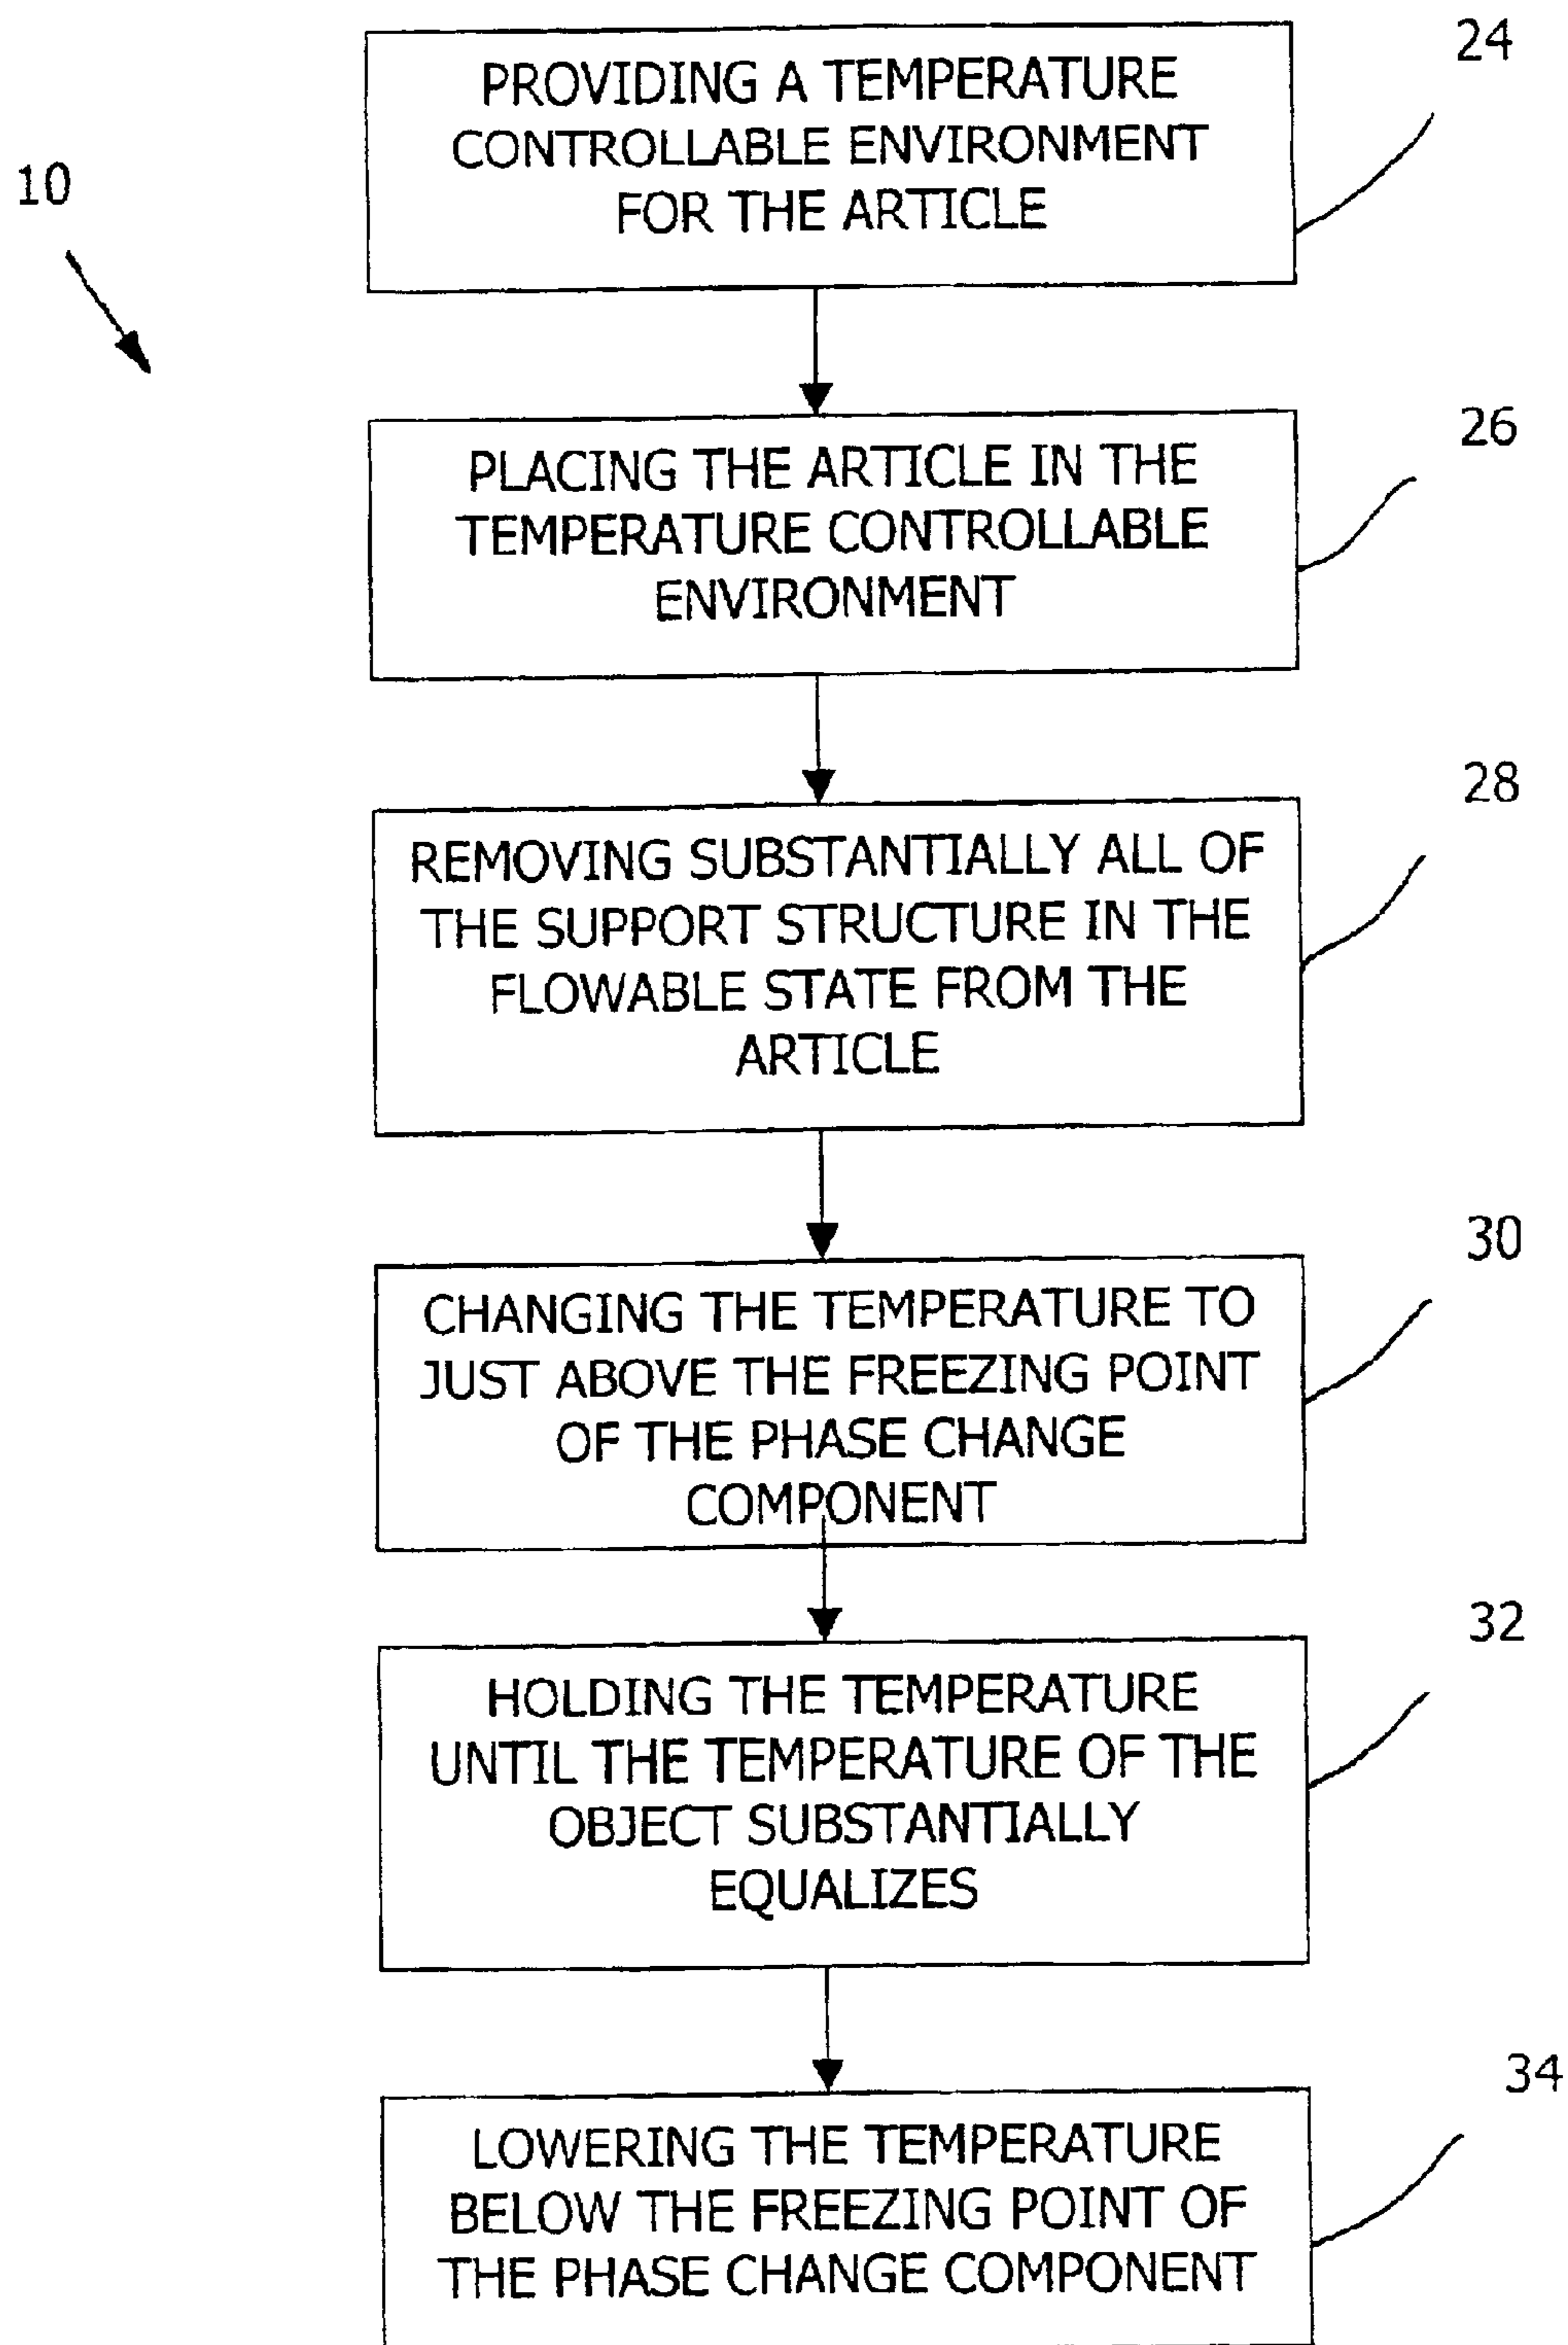 10
24
PROVIDING A TEMPERATURE
CONTROLLABLE ENVIRONMENT
FOR THE ARTICLE
26
PLACING THE ARTICLE IN THE
TEMPERATURE CONTROLLABLE
ENVIRONMENT
28
REMOVING SUBSTANTIALLY ALL OF
THE SUPPORT STRUCTURE IN THE
FLOWABLE STATE FROM THE
ARTICLE
30
CHANGING THE TEMPERATURE TO
JUST ABOVE THE FREEZING POINT
OF THE PHASE CHANGE
COMPONENT
32
HOLDING THE TEMPERATURE
UNTIL THE TEMPERATURE OF THE
OBJECT SUBSTANTIALLY
EQUALIZES
34
LOWERING THE TEMPERATURE
BELOW THE FREEZING POINT OF
THE PHASE CHANGE COMPONENT